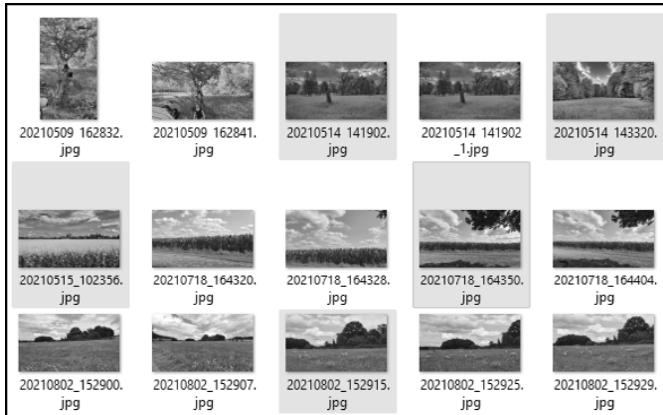 20210509_162832.
jpg
20210509_162841.
jpg
20210514_141902.
jpg
20210514_141902
_1.jpg
20210514_143320.
jpg
20210515_102356.
jpg
20210718_164320.
jpg
20210718_164328.
jpg
20210718_164350.
jpg
20210718_164404.
jpg
20210802_152900.
jpg
20210802_152907.
jpg
20210802_152915.
jpg
20210802_152925.
jpg
20210802_152929.
jpg